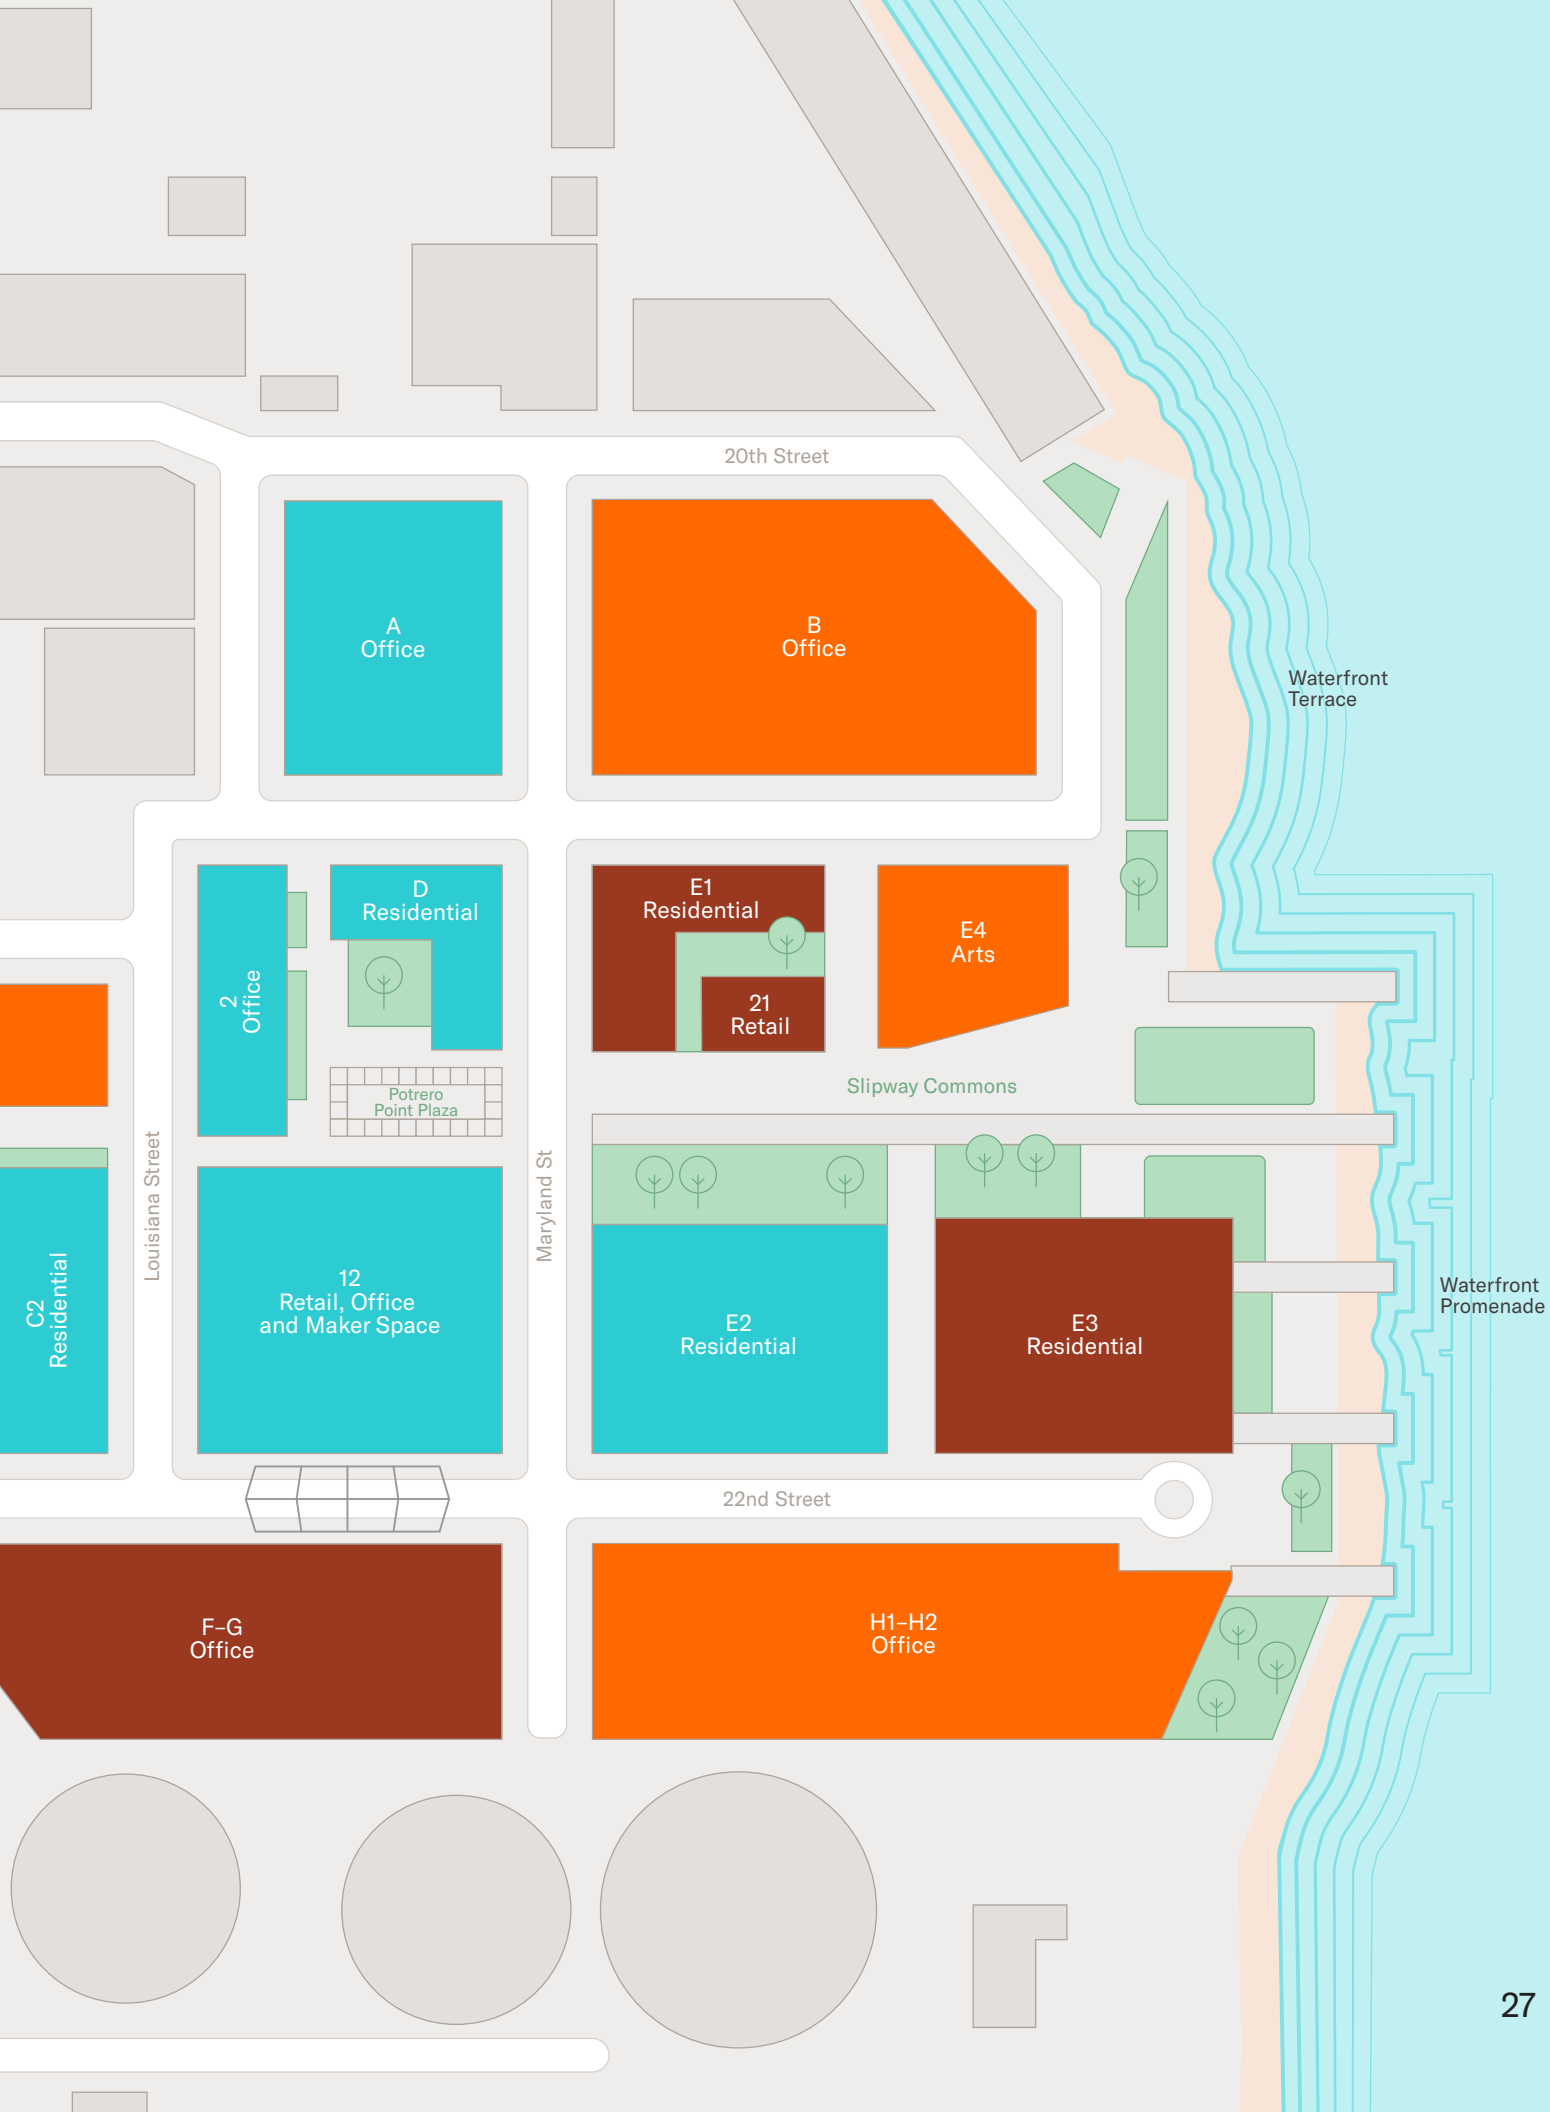 20th Street
A
Office
B
Office
Waterfront
Terrace
2
Office
D
Residential
E1
Residential
21
Retail
E4
Arts
Potrero
Point Plaza
Slipway Commons
Louisiana Street
Maryland St
C2
Residential
12
Retail, Office
and Maker Space
E2
Residential
E3
Residential
Waterfront
Promenade
22nd Street
F–G
Office
H1–H2
Office
27